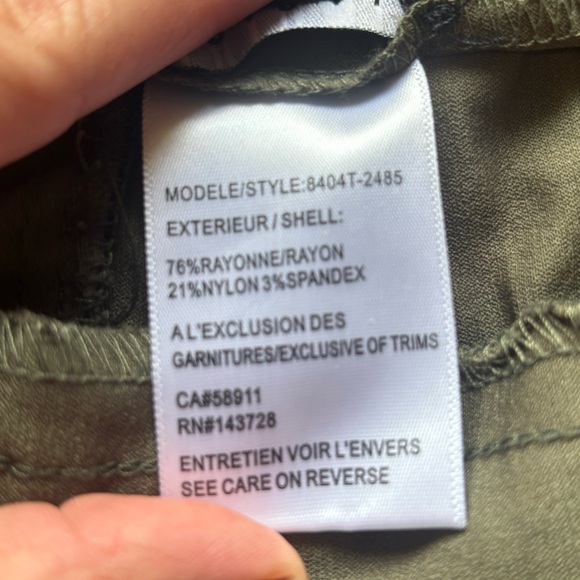 MODELE/STYLE:8404T-2485
EXTERIEUR/SHELL:
76%RAYONNE/RAYON
21%NYLON 3%SPANDEX
A L'EXCLUSION DES
GARNITURES/EXCLUSIVE OF TRIMS
CA#58911
RN#143728
ENTRETIEN VOIR L'ENVERS
SEE CARE ON REVERSE